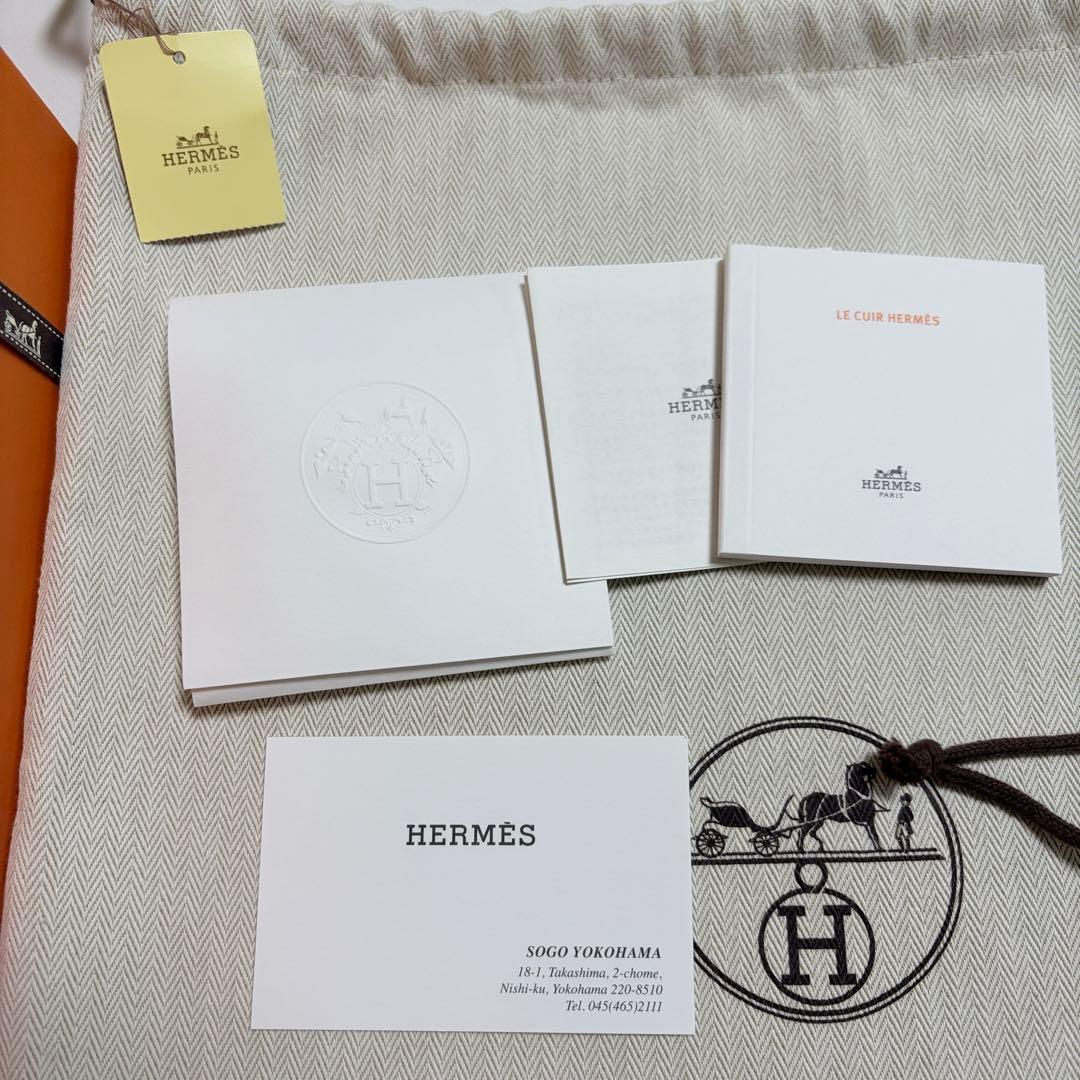 HERMÈS
PARIS
H
HERMÈS
PARIS
LE CUIR HERMÈS
HERMÈS
PARIS
HERMÈS
SOGO YOKOHAMA
18-1, Takashima, 2-chome,
Nishi-ku, Yokohama 220-8510
Tel. 045(465)2111
H